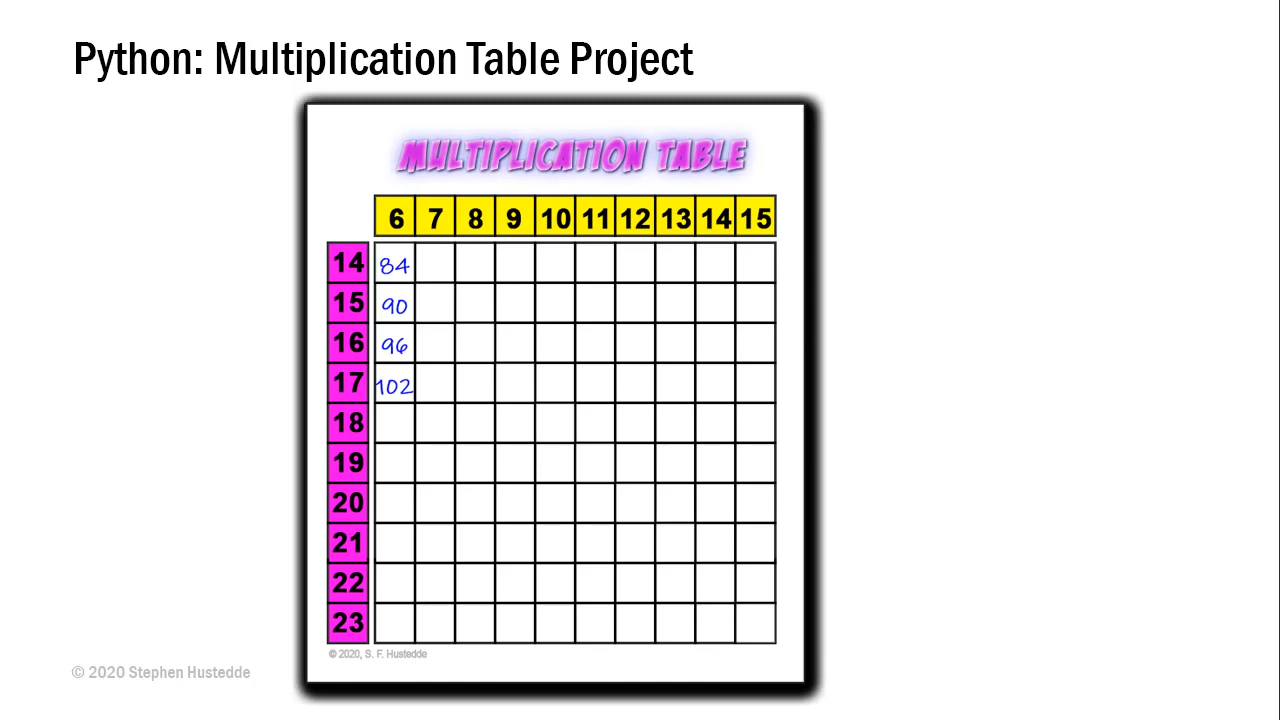 Python: Multiplication Table Project
MULTIPLICATION TABLE
6 7 8 9 10 11 12 13 14 15
14 84
15 90
16 96
17 102
18
19
20
21
22
23
© 2020, S. F. Hustedde
© 2020 Stephen Hustedde